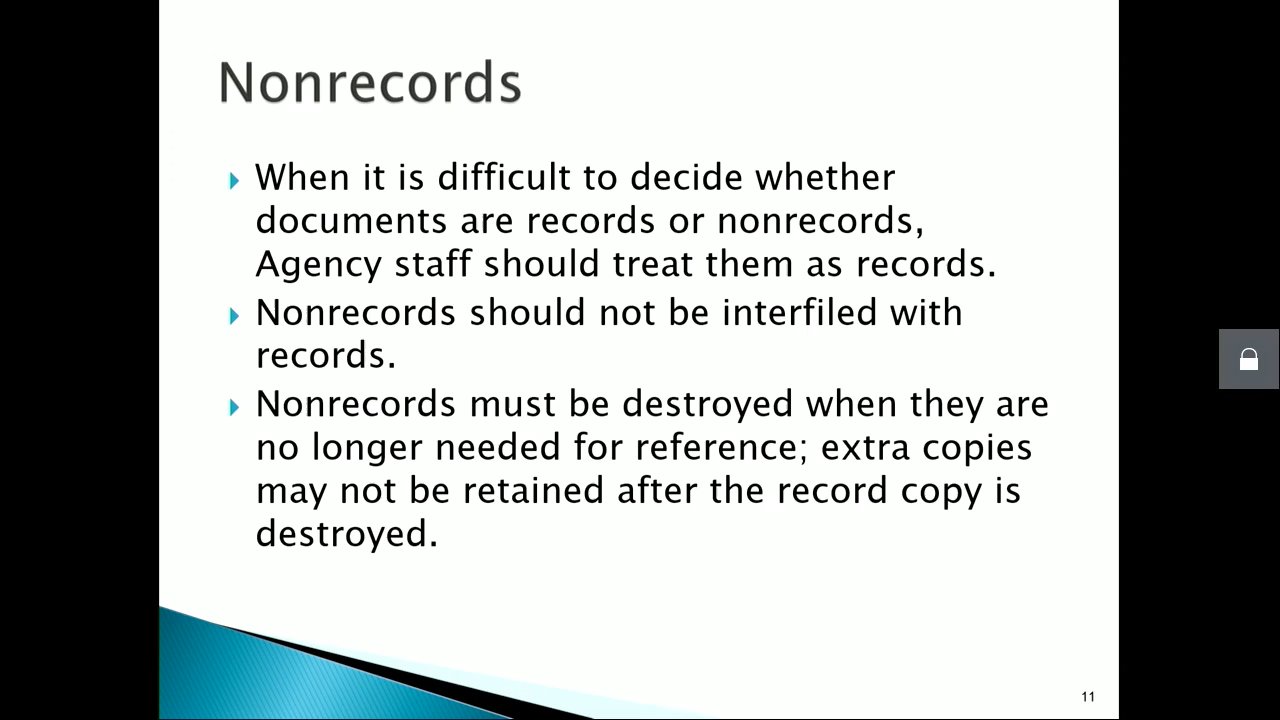 Nonrecords
When it is difficult to decide whether
documents are records or nonrecords,
Agency staff should treat them as records.
Nonrecords should not be interfiled with
records.
Nonrecords must be destroyed when they are
no longer needed for reference; extra copies
may not be retained after the record copy is
destroyed.
11